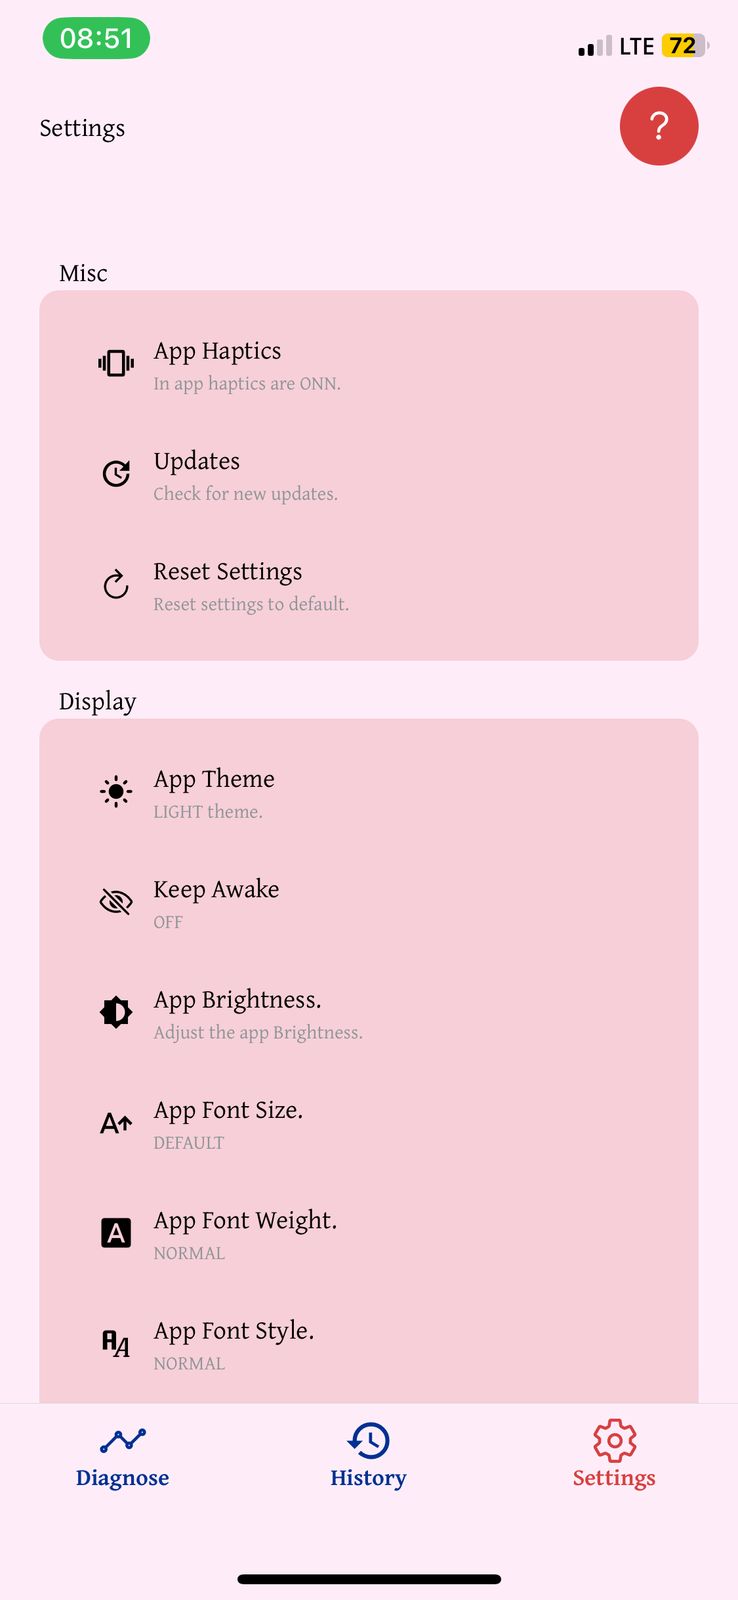 08:51
LTE 72
Settings
?
Misc
App Haptics
In app haptics are ONN.
Updates
Check for new updates.
Reset Settings
Reset settings to default.
Display
App Theme
LIGHT theme.
Keep Awake
OFF
App Brightness.
Adjust the app Brightness.
A App Font Size.
DEFAULT
A App Font Weight.
NORMAL
AA App Font Style.
NORMAL
Diagnose History Settings